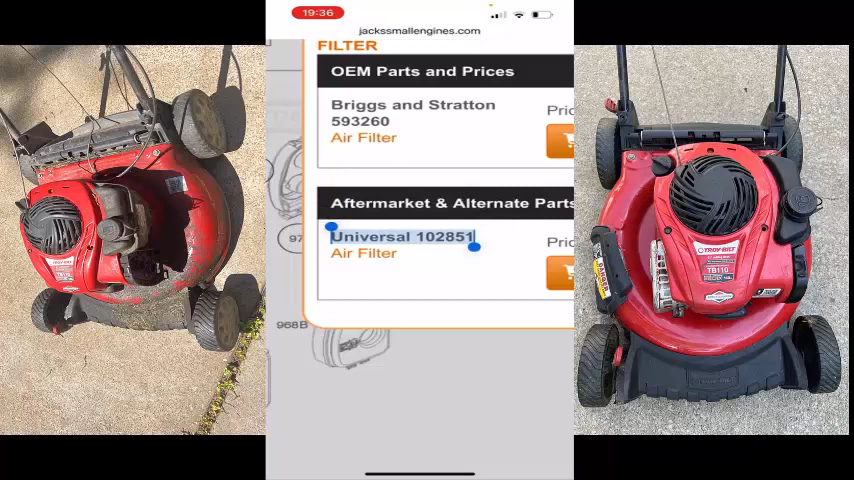 19:36
jackssmallengines.com
FILTER
OEM Parts and Prices
Briggs and Stratton
593260
Air Filter
Pric
Aftermarket & Alternate Parts
Universal 102851
Air Filter
Pric
97
968B
TROY-BILT
TB110
DANGER